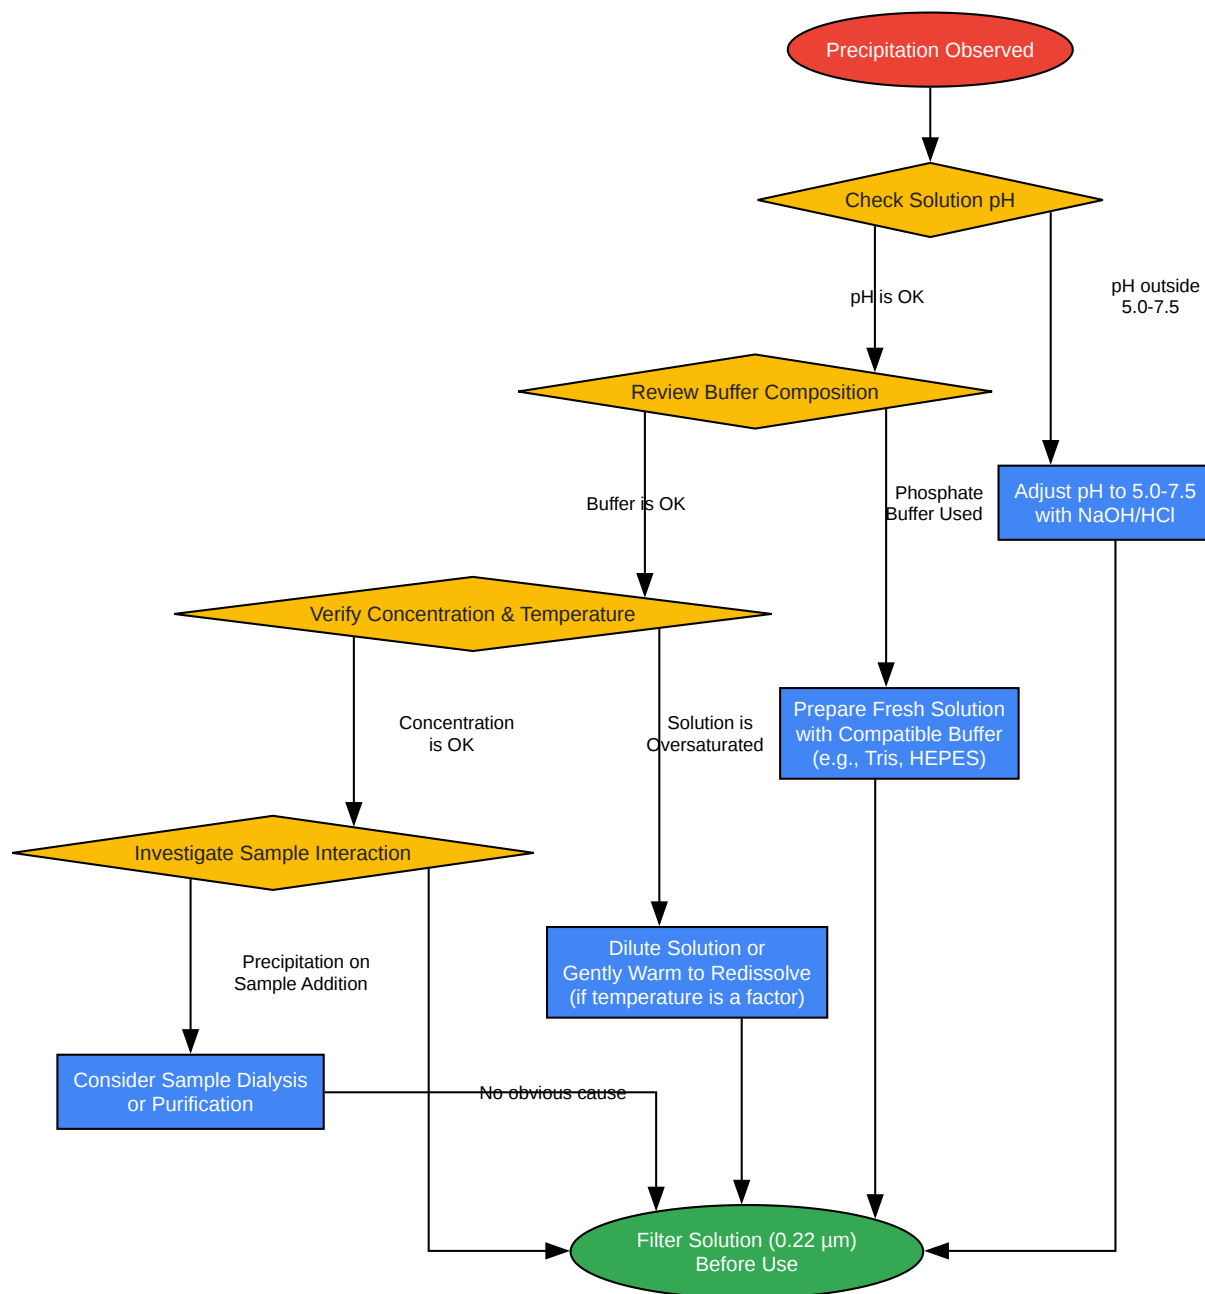 Precipitation Observed
Check Solution pH
pH is OK
pH outside
5.0-7.5
Review Buffer Composition
Buffer is OK
Phosphate
Buffer Used
Adjust pH to 5.0-7.5
with NaOH/HCl
Verify Concentration & Temperature
Concentration
is OK
Solution is
Oversaturated
Prepare Fresh Solution
with Compatible Buffer
(e.g., Tris, HEPES)
Investigate Sample Interaction
Precipitation on
Sample Addition
Dilute Solution or
Gently Warm to Redissolve
(if temperature is a factor)
Consider Sample Dialysis
or Purification
No obvious cause
Filter Solution (0.22 µm)
Before Use